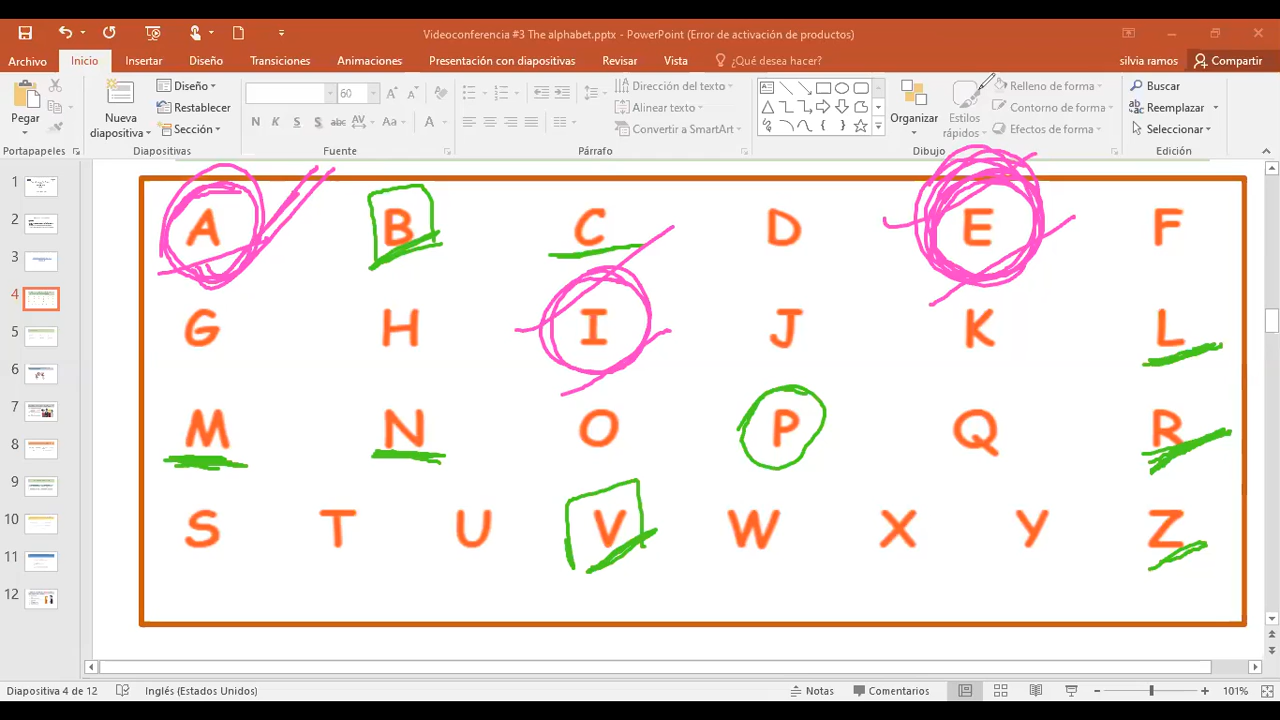 Videoconferencia #3 The alphabet.pptx - PowerPoint (Error de activación de productos)
Archivo Inicio Insertar Diseño Transiciones Animaciones Presentación con diapositivas Revisar Vista ¿Qué desea hacer? silvia ramos Compartir
Pegar
Nueva diapositiva
Diseño
Restablecer
Sección
60
N K S S abc AV Aa A
Dirección del texto
Alinear texto
Convertir a SmartArt
Organizar
Estilos rápidos
Relleno de forma
Contorno de forma
Efectos de forma
Buscar
Reemplazar
Seleccionar
Portapapeles Diapositivas Fuente Párrafo Dibujo Edición
1
2
3
4
5
6
7
8
9
10
11
12
A B C D E F
G H I J K L
M N O P Q R
S T U V W X Y Z
Diapositiva 4 de 12 Inglés (Estados Unidos) Notas Comentarios 101%